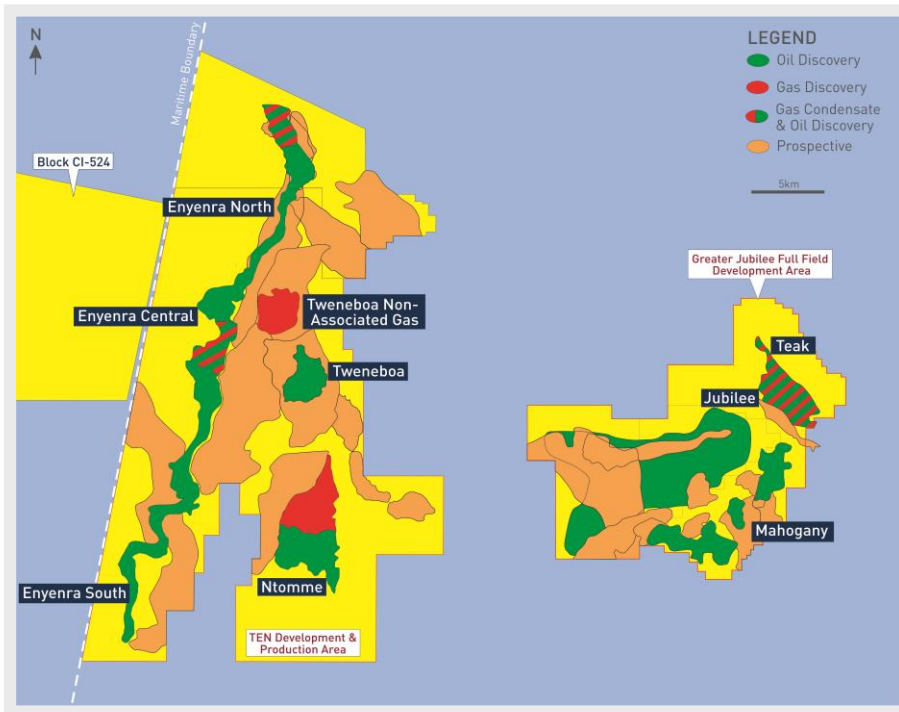 N
Maritime Boundary
LEGEND
Oil Discovery
Gas Discovery
Gas Condensate
& Oil Discovery
Prospective
5km
Block CI-524
Enyenra North
Enyenra Central
Tweneboa Non-
Associated Gas
Tweneboa
Greater Jubilee Full Field
Development Area
Teak
Jubilee
Mahogany
Enyenra South
Ntomme
TEN Development &
Production Area